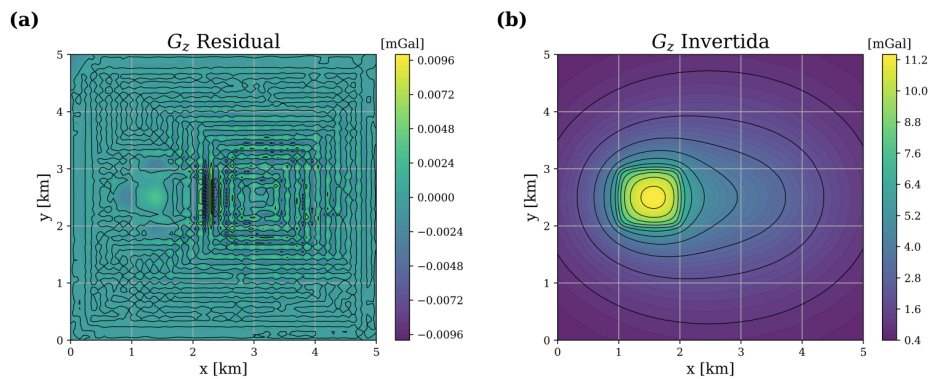 (a)
G_z Residual
[mGal]
5
4
3
2
1
0
y [km]
0 1 2 3 4 5
x [km]
0.0096
0.0072
0.0048
0.0024
0.0000
−0.0024
−0.0048
−0.0072
−0.0096
(b)
G_z Invertida
[mGal]
5
4
3
2
1
0
y [km]
0 1 2 3 4 5
x [km]
11.2
10.0
8.8
7.6
6.4
5.2
4.0
2.8
1.6
0.4